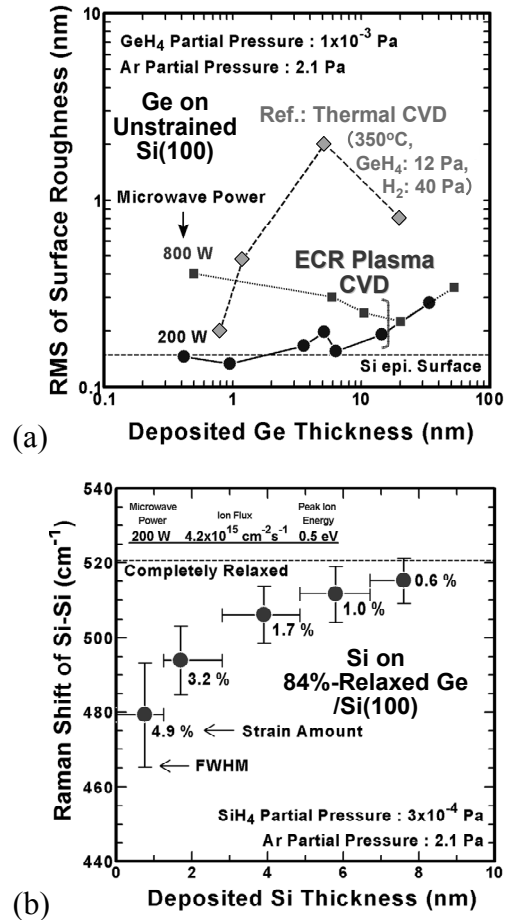 10
GeH4 Partial Pressure : 1x10-3 Pa
Ar Partial Pressure : 2.1 Pa
Ge on
Unstrained
Si(100)
Ref.: Thermal CVD
(350oC,
GeH4: 12 Pa,
H2: 40 Pa)
Microwave Power
1
800 W
ECR Plasma
CVD
200 W
Si epi. Surface
0.1
0.1 1 10 100
RMS of Surface Roughness (nm)
Deposited Ge Thickness (nm)
(a)
540
Microwave
Power
Ion Flux
Peak Ion
Energy
200 W 4.2x1015 cm-2s-1 0.5 eV
520
Completely Relaxed
0.6 %
1.0 %
1.7 %
500
3.2 %
Si on
84%-Relaxed Ge
/Si(100)
480
4.9 %
Strain Amount
FWHM
460
SiH4 Partial Pressure : 3x10-4 Pa
Ar Partial Pressure : 2.1 Pa
440
0 2 4 6 8 10
Raman Shift of Si-Si (cm-1)
Deposited Si Thickness (nm)
(b)